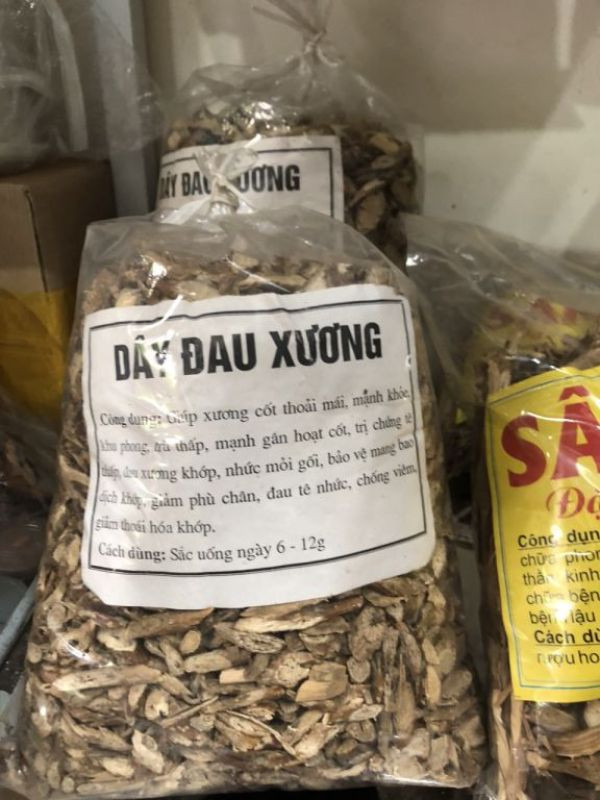 DÂY ĐAU XƯƠNG
DÂY ĐAU XƯƠNG
Công dụng: Giúp xương cốt thoải mái, mạnh khỏe,
khu phong, trừ thấp, mạnh gân hoạt cốt, trị chứng tê
thấp, đau xương khớp, nhức mỏi gối, bảo vệ mang bao
dịch khớp, giảm phù chân, đau tê nhức, chống viêm,
giảm thoái hóa khớp.
Cách dùng: Sắc uống ngày 6 - 12g
SÂ
Đặ
Công dụn
chữa phon
thần kinh
chữa bện
bện lậu
Cách dù
rượu ho